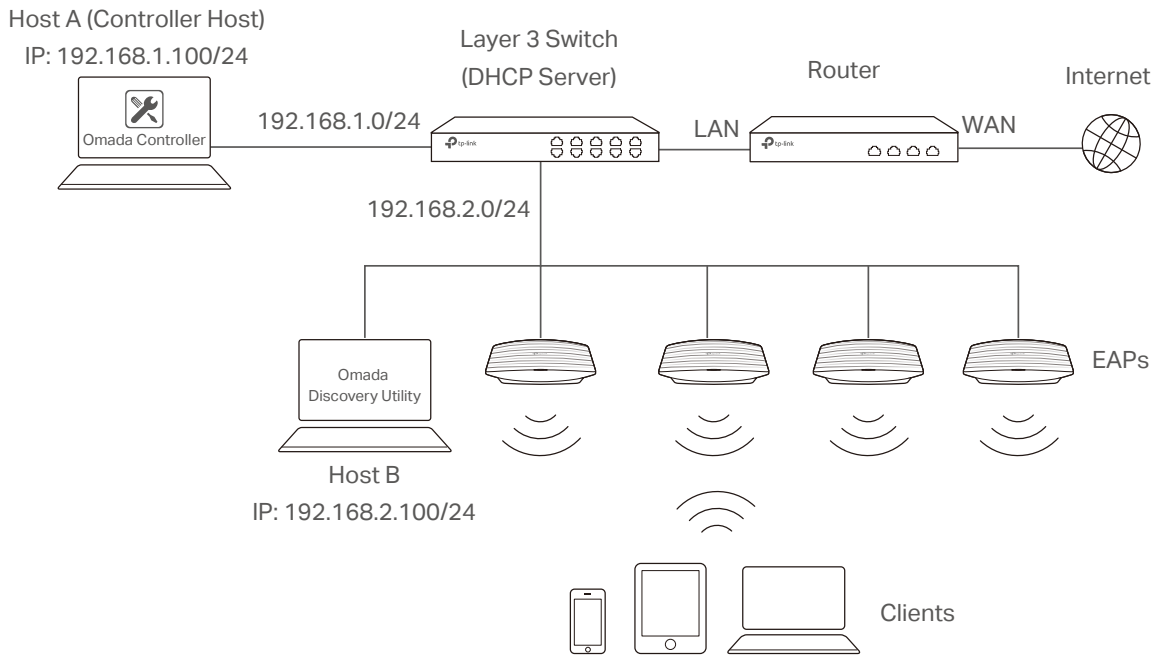 Host A (Controller Host)
IP: 192.168.1.100/24
Omada Controller
192.168.1.0/24
Layer 3 Switch
(DHCP Server)
tp-link
LAN
Router
tp-link
WAN
Internet
192.168.2.0/24
Omada
Discovery Utility
Host B
IP: 192.168.2.100/24
EAPs
Clients